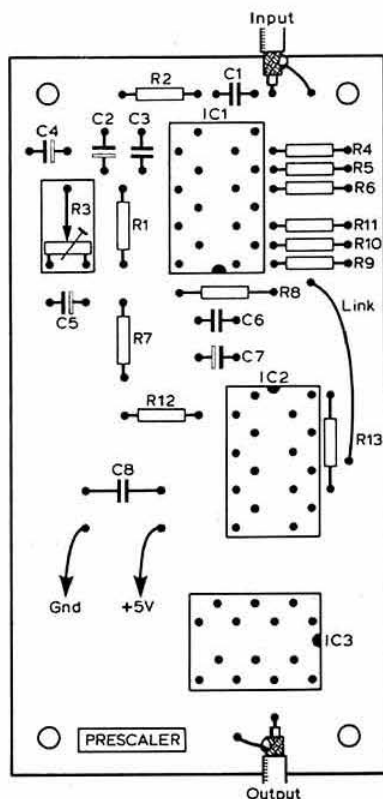 Input
R2
C1
IC1
C4
C2
C3
R4
R5
R6
R3
R1
R11
R10
R9
R8
Link
C5
C6
R7
C7
IC2
R12
R13
C8
Gnd
+5V
IC3
PRESCALER
Output